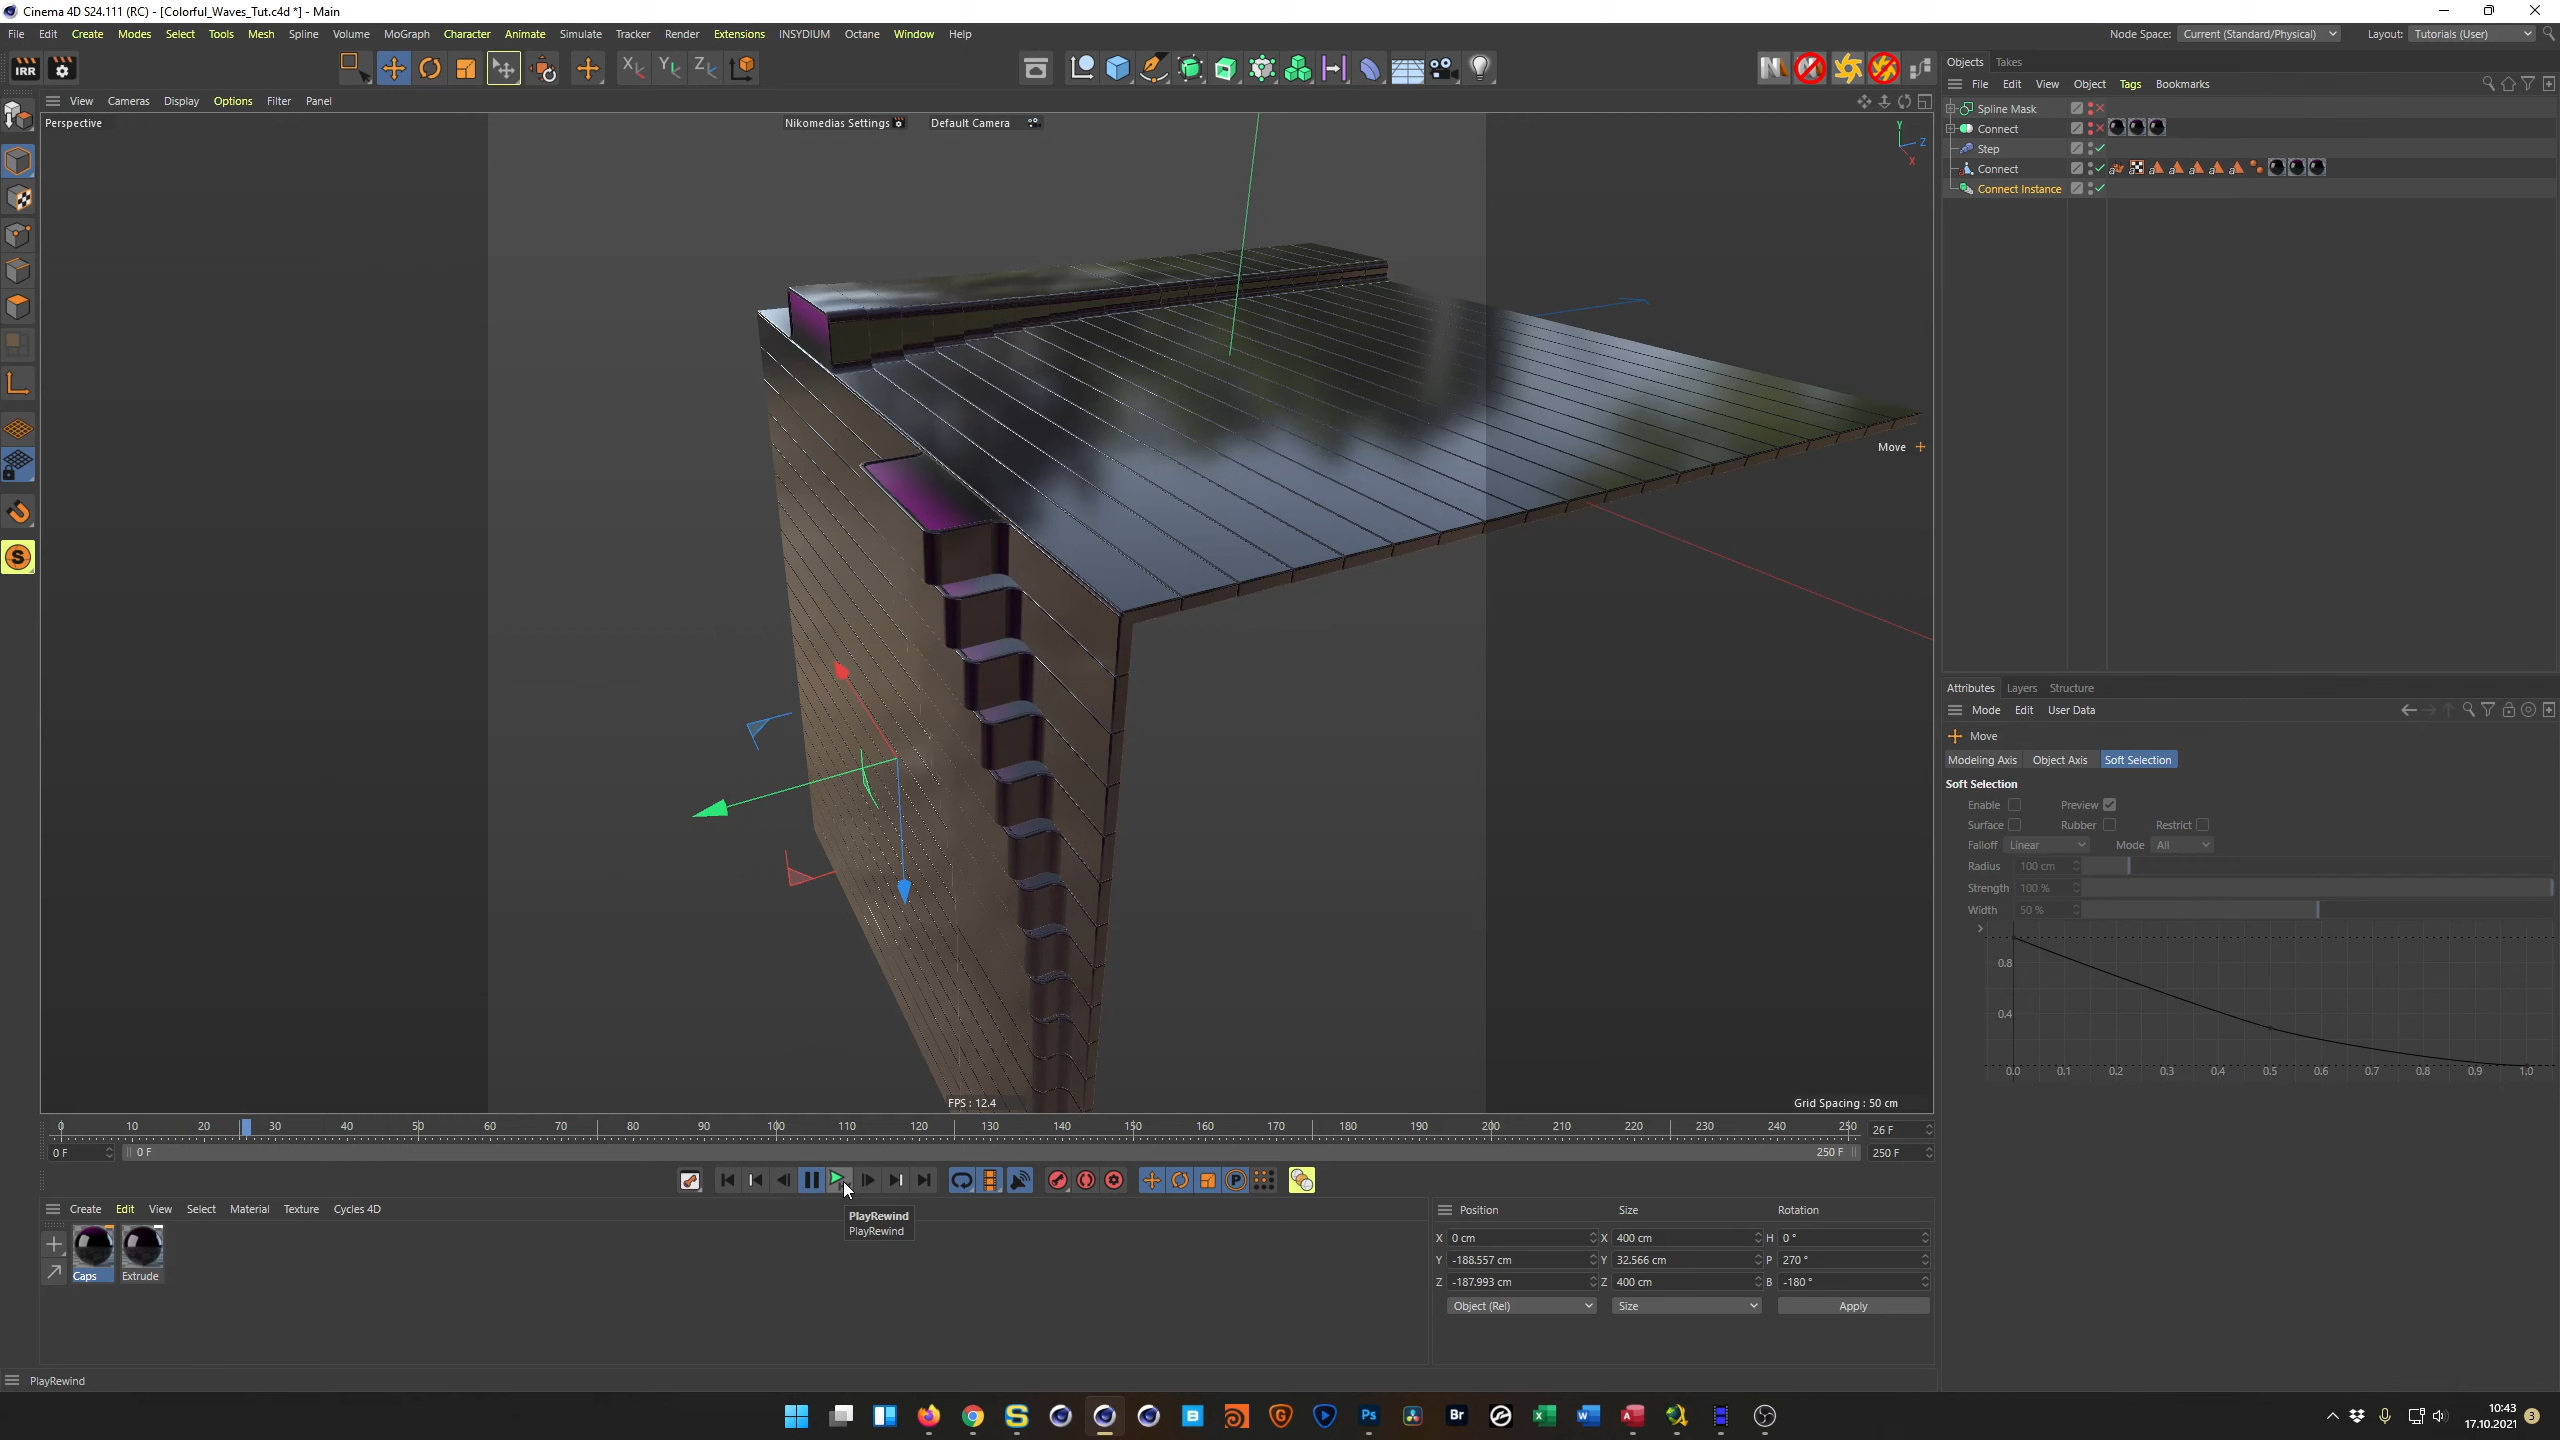 Cinema 4D S24.111 (RC) - [Colorful_Waves_Tut.c4d *] - Main
File Edit Create Modes Select Tools Mesh Spline Volume MoGraph Character Animate Simulate Tracker Render Extensions INSYDIUM Octane Window Help
Node Space: Current (Standard/Physical) Layout: Tutorials (User)
IRR
X Y Z
Objects Takes
File Edit View Object Tags Bookmarks
View Cameras Display Options Filter Panel
Perspective Nikomedias Settings Default Camera
Y Z X
Spline Mask
Connect
Step
Connect
Connect Instance
Move
Attributes Layers Structure
Mode Edit User Data
Move
Modeling Axis Object Axis Soft Selection
Soft Selection
Enable Preview
Surface Rubber Restrict
Falloff Linear Mode All
Radius 100 cm
Strength 100 %
Width 50 %
0.8
0.4
0.0 0.1 0.2 0.3 0.4 0.5 0.6 0.7 0.8 0.9 1.0
FPS : 12.4 Grid Spacing : 50 cm
0 10 20 30 40 50 60 70 80 90 100 110 120 130 140 150 160 170 180 190 200 210 220 230 240 250 26 F
0 F 0 F 250 F 250 F
P
PlayRewind
PlayRewind
Create Edit View Select Material Texture Cycles 4D
Caps Extrude
Position Size Rotation
X 0 cm X 400 cm H 0 °
Y -188.557 cm Y 32.566 cm P 270 °
Z -187.993 cm Z 400 cm B -180 °
Object (Rel) Size Apply
PlayRewind
Ps Br
10:43
17.10.2021
3